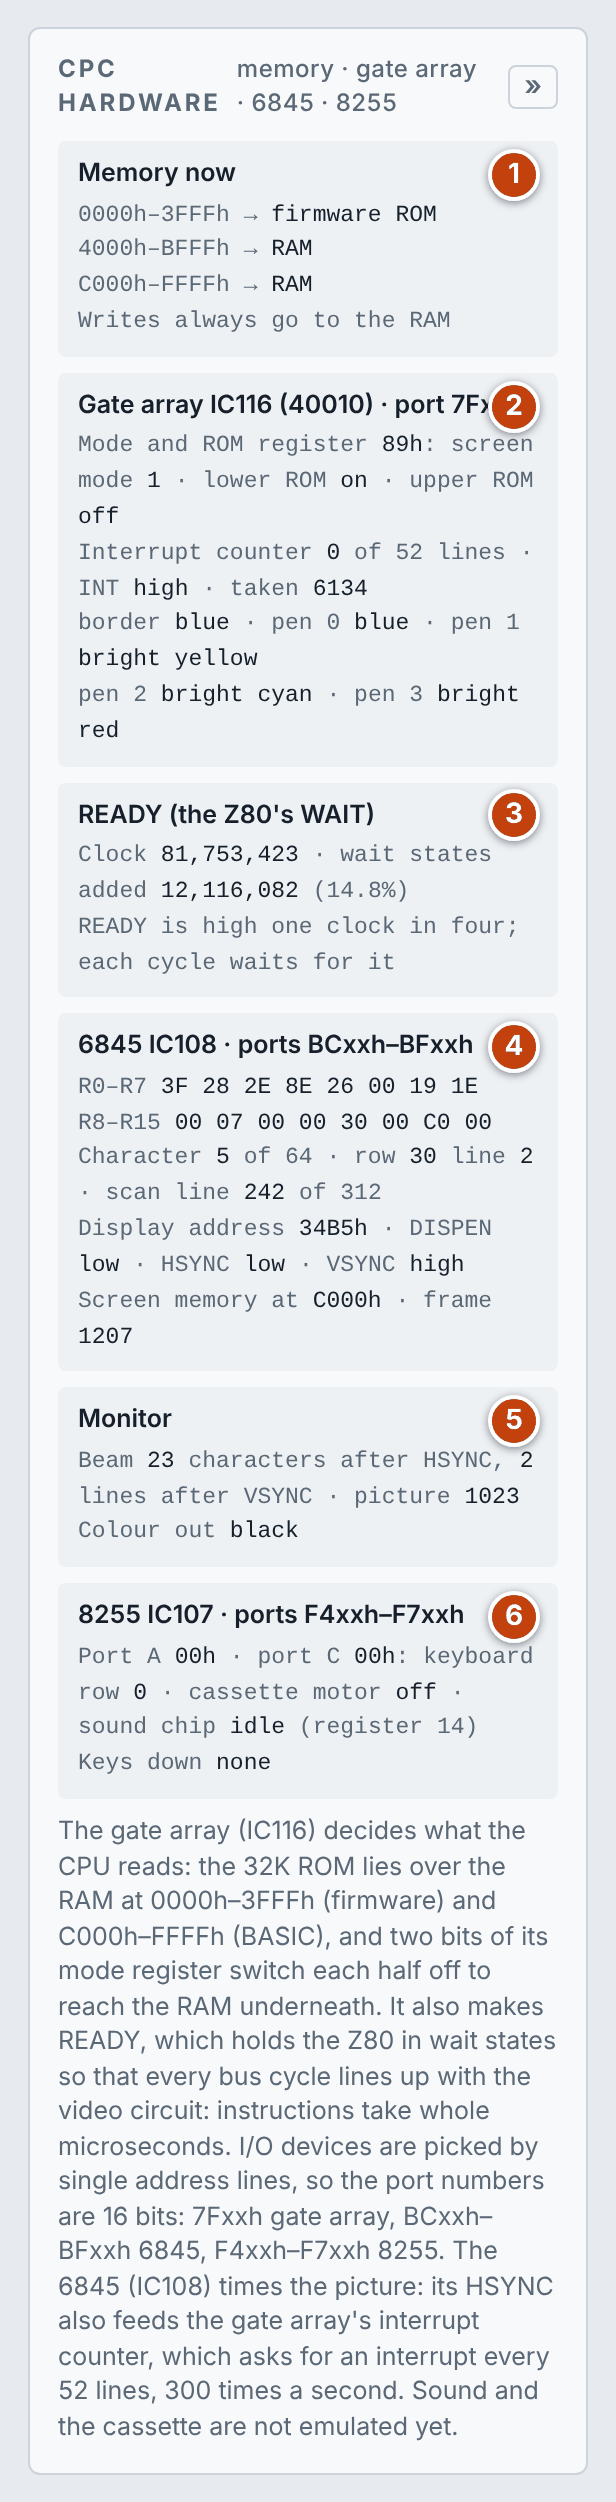 CPC HARDWARE
memory · gate array · 6845 · 8255
»
Memory now
1
0000h–3FFFh → firmware ROM
4000h–BFFFh → RAM
C000h–FFFFh → RAM
Writes always go to the RAM
Gate array IC116 (40010) · port 7Fx
2
Mode and ROM register 89h: screen
mode 1 · lower ROM on · upper ROM
off
Interrupt counter 0 of 52 lines ·
INT high · taken 6134
border blue · pen 0 blue · pen 1
bright yellow
pen 2 bright cyan · pen 3 bright
red
READY (the Z80's WAIT)
3
Clock 81,753,423 · wait states
added 12,116,082 (14.8%)
READY is high one clock in four;
each cycle waits for it
6845 IC108 · ports BCxxh–BFxxh
4
R0–R7 3F 28 2E 8E 26 00 19 1E
R8–R15 00 07 00 00 30 00 C0 00
Character 5 of 64 · row 30 line 2
· scan line 242 of 312
Display address 34B5h · DISPEN
low · HSYNC low · VSYNC high
Screen memory at C000h · frame
1207
Monitor
5
Beam 23 characters after HSYNC, 2
lines after VSYNC · picture 1023
Colour out black
8255 IC107 · ports F4xxh–F7xxh
6
Port A 00h · port C 00h: keyboard
row 0 · cassette motor off ·
sound chip idle (register 14)
Keys down none
The gate array (IC116) decides what the
CPU reads: the 32K ROM lies over the
RAM at 0000h–3FFFh (firmware) and
C000h–FFFFh (BASIC), and two bits of its
mode register switch each half off to
reach the RAM underneath. It also makes
READY, which holds the Z80 in wait states
so that every bus cycle lines up with the
video circuit: instructions take whole
microseconds. I/O devices are picked by
single address lines, so the port numbers
are 16 bits: 7Fxxh gate array, BCxxh–
BFxxh 6845, F4xxh–F7xxh 8255. The
6845 (IC108) times the picture: its HSYNC
also feeds the gate array's interrupt
counter, which asks for an interrupt every
52 lines, 300 times a second. Sound and
the cassette are not emulated yet.